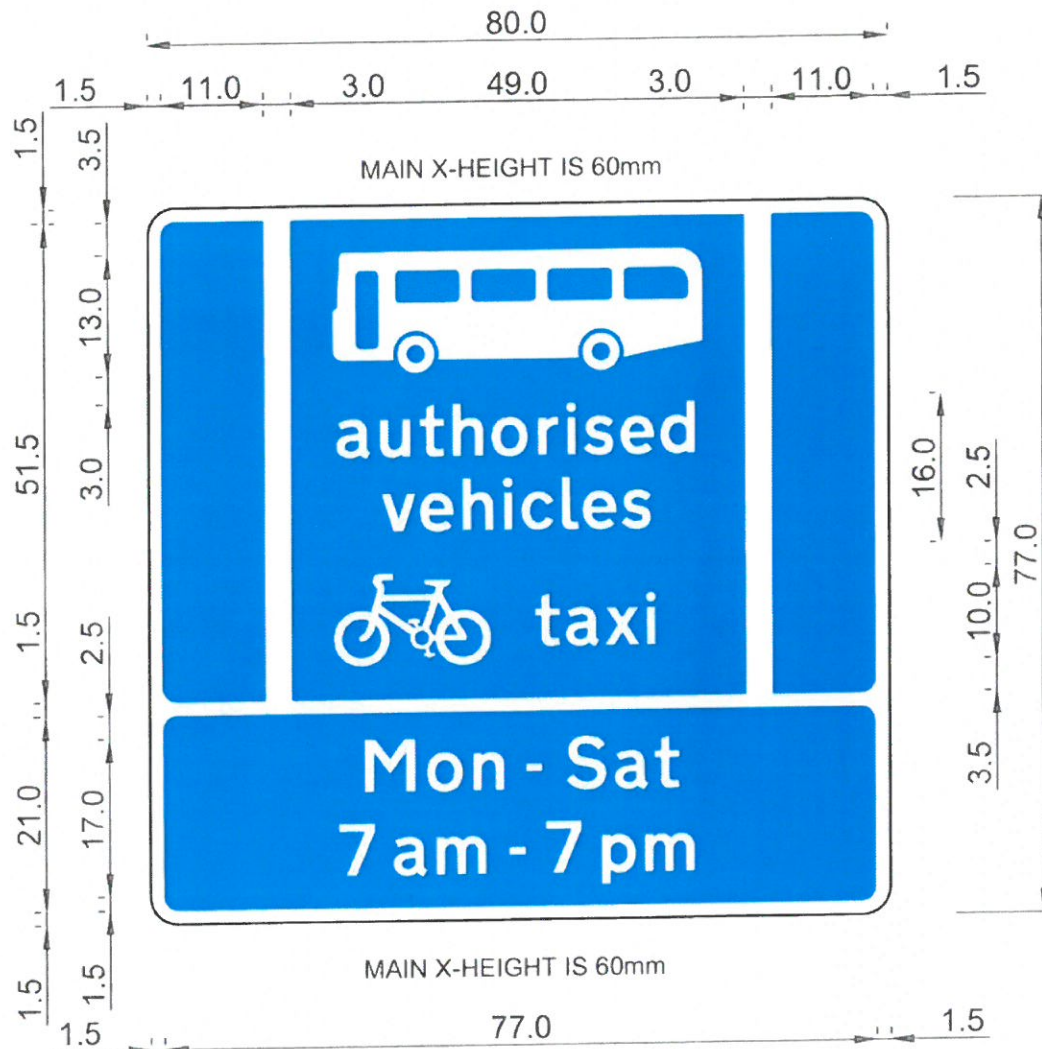 80.0
1.5 11.0 3.0 49.0 3.0 11.0 1.5
1.5 3.5
MAIN X-HEIGHT IS 60mm
13.0
authorised
vehicles
51.5 3.0
16.0 2.5
77.0
taxi
1.5 2.5
10.0
Mon - Sat
7 am - 7 pm
21.0 17.0
3.5
MAIN X-HEIGHT IS 60mm
1.5 1.5
1.5 77.0 1.5